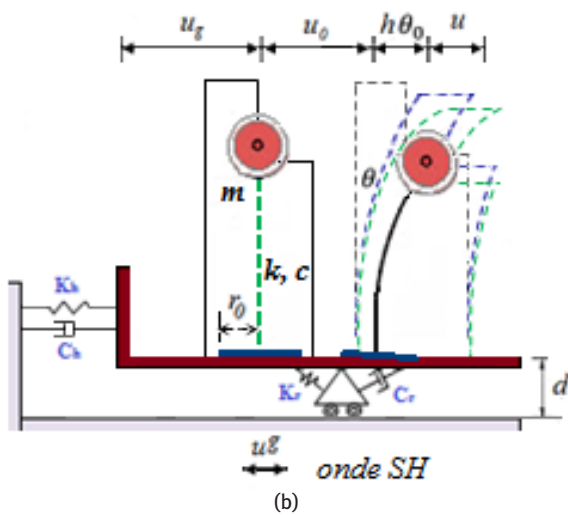 u_g u_0 hθ_0 u
θ
m
k, c
r_0
K_h
C_h
K_r C_r
d
u^g
onde SH
(b)